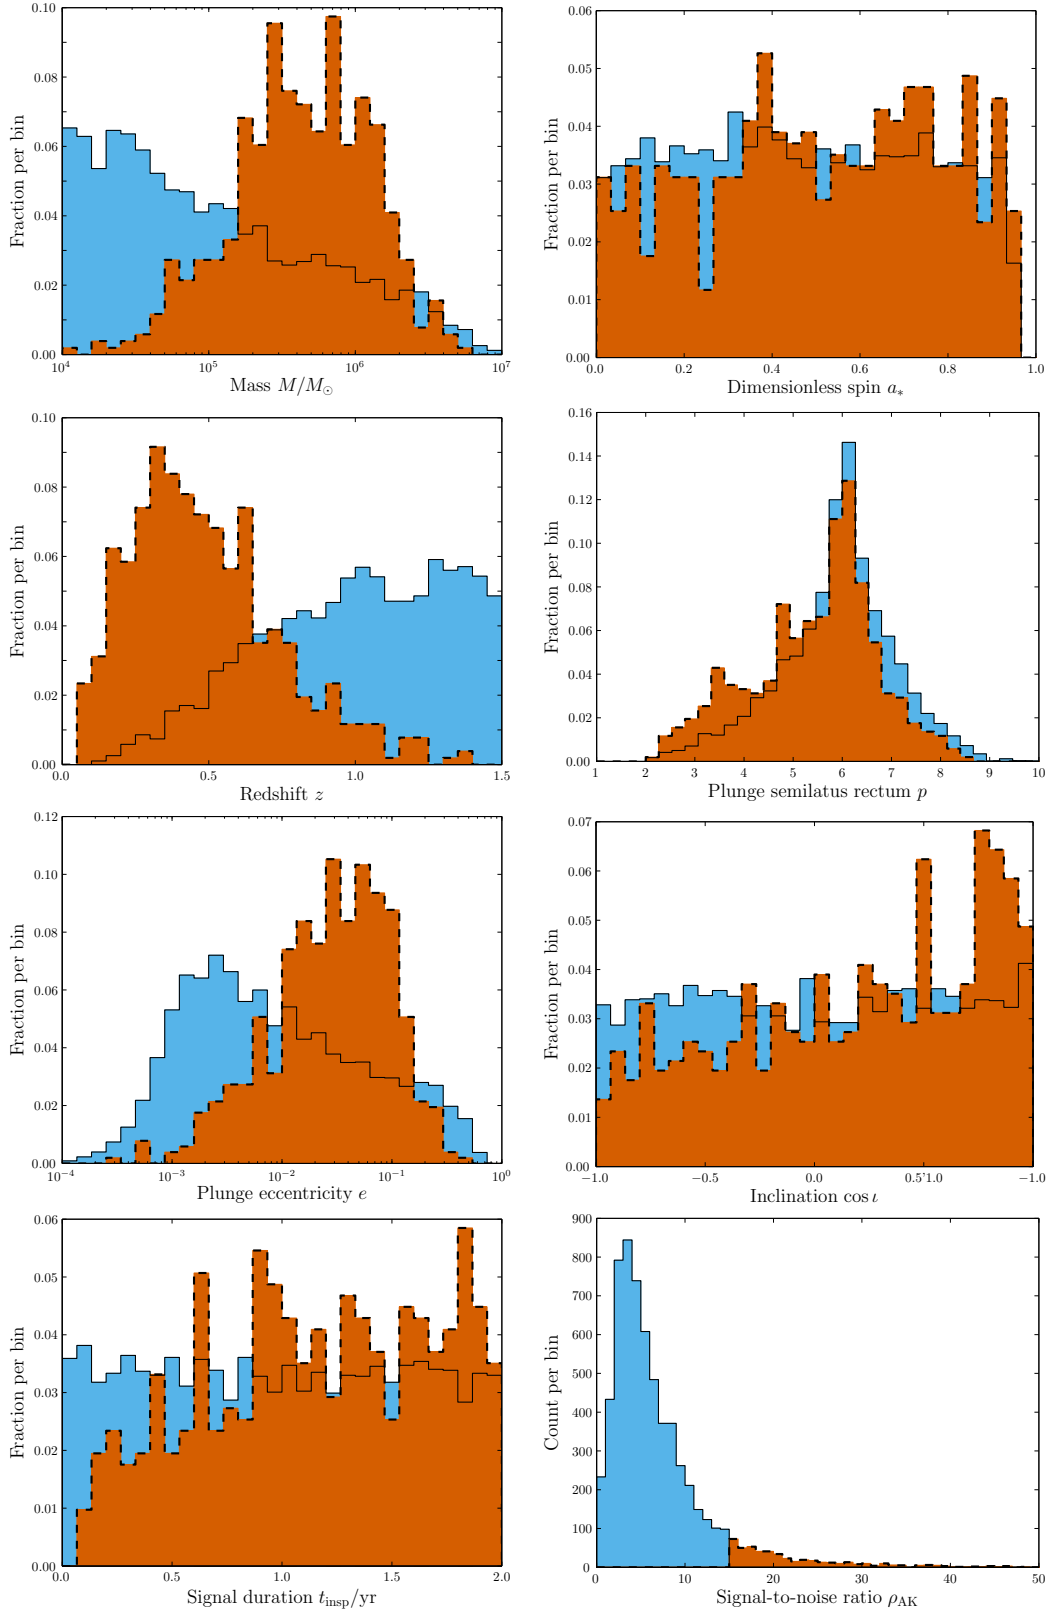 0.10
0.08
0.06
0.04
0.02
0.00
Fraction per bin
10⁴ 10⁵ 10⁶ 10⁷
Mass M/M☉
0.06
0.05
0.04
0.03
0.02
0.01
0.00
Fraction per bin
0.0 0.2 0.4 0.6 0.8 1.0
Dimensionless spin a*
0.10
0.08
0.06
0.04
0.02
0.00
Fraction per bin
0.0 0.5 1.0 1.5
Redshift z
0.16
0.14
0.12
0.10
0.08
0.06
0.04
0.02
0.00
Fraction per bin
1 2 3 4 5 6 7 8 9 10
Plunge semilatus rectum p
0.12
0.10
0.08
0.06
0.04
0.02
0.00
Fraction per bin
10⁻⁴ 10⁻³ 10⁻² 10⁻¹ 10⁰
Plunge eccentricity e
0.07
0.06
0.05
0.04
0.03
0.02
0.01
0.00
Fraction per bin
−1.0 −0.5 0.0 0.5'1.0 −1.0
Inclination cos ι
0.06
0.05
0.04
0.03
0.02
0.01
0.00
Fraction per bin
0.0 0.5 1.0 1.5 2.0
Signal duration t_insp/yr
900
800
700
600
500
400
300
200
100
0
Count per bin
0 10 20 30 40 50
Signal-to-noise ratio ρ_AK